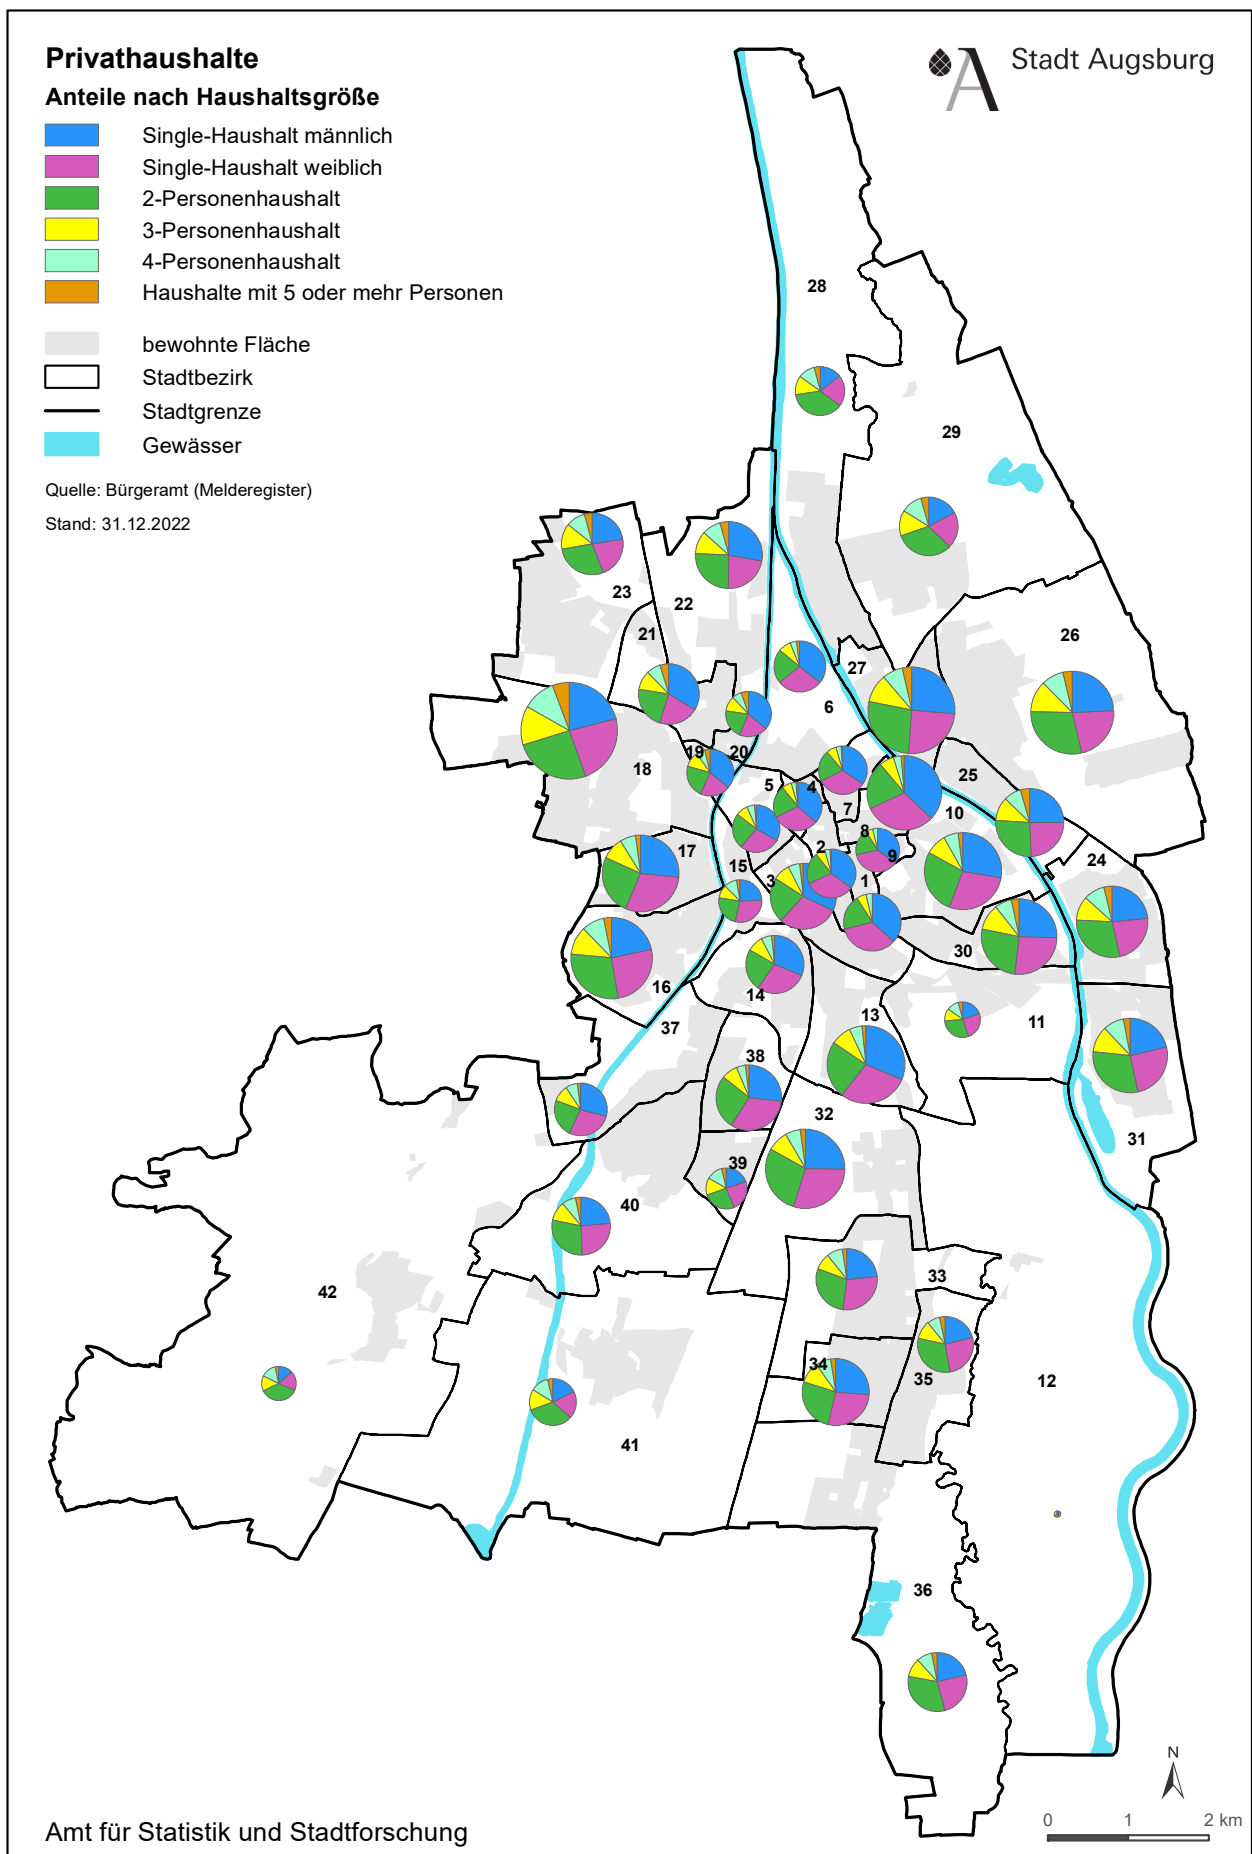 Privathaushalte
Anteile nach Haushaltsgröße
Single-Haushalt männlich
Single-Haushalt weiblich
2-Personenhaushalt
3-Personenhaushalt
4-Personenhaushalt
Haushalte mit 5 oder mehr Personen
bewohnte Fläche
Stadtbezirk
Stadtgrenze
Gewässer
Quelle: Bürgeramt (Melderegister)
Stand: 31.12.2022
A Stadt Augsburg
28
29
23
22
21
26
27
6
18
19
20
5
4
7
25
10
8
9
2
17
15
3
1
24
16
14
30
37
13
11
38
32
31
39
40
33
42
34
35
12
41
36
N
0 1 2 km
Amt für Statistik und Stadtforschung